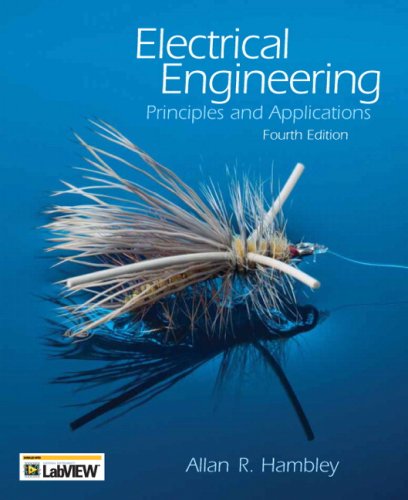 Electrical
Engineering
Principles and Applications
Fourth Edition
LabVIEW
Allan R. Hambley